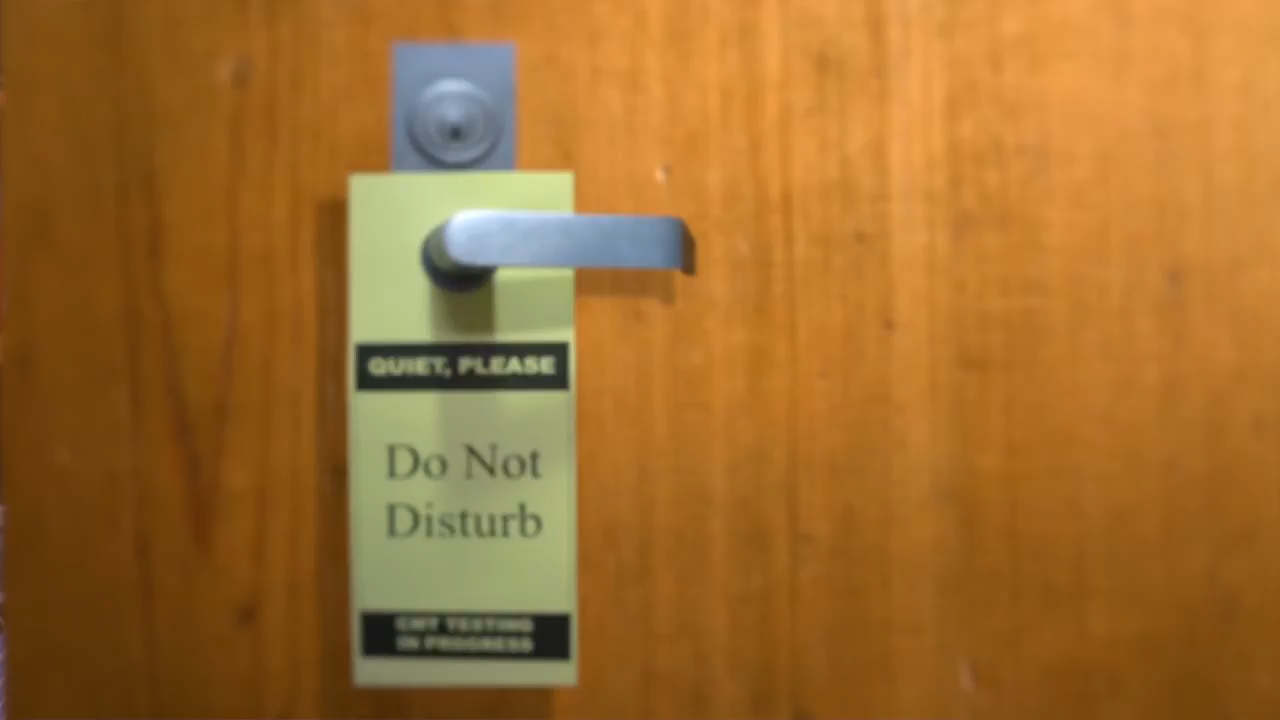 QUIET, PLEASE
Do Not
Disturb
TESTING
IN PROGRESS